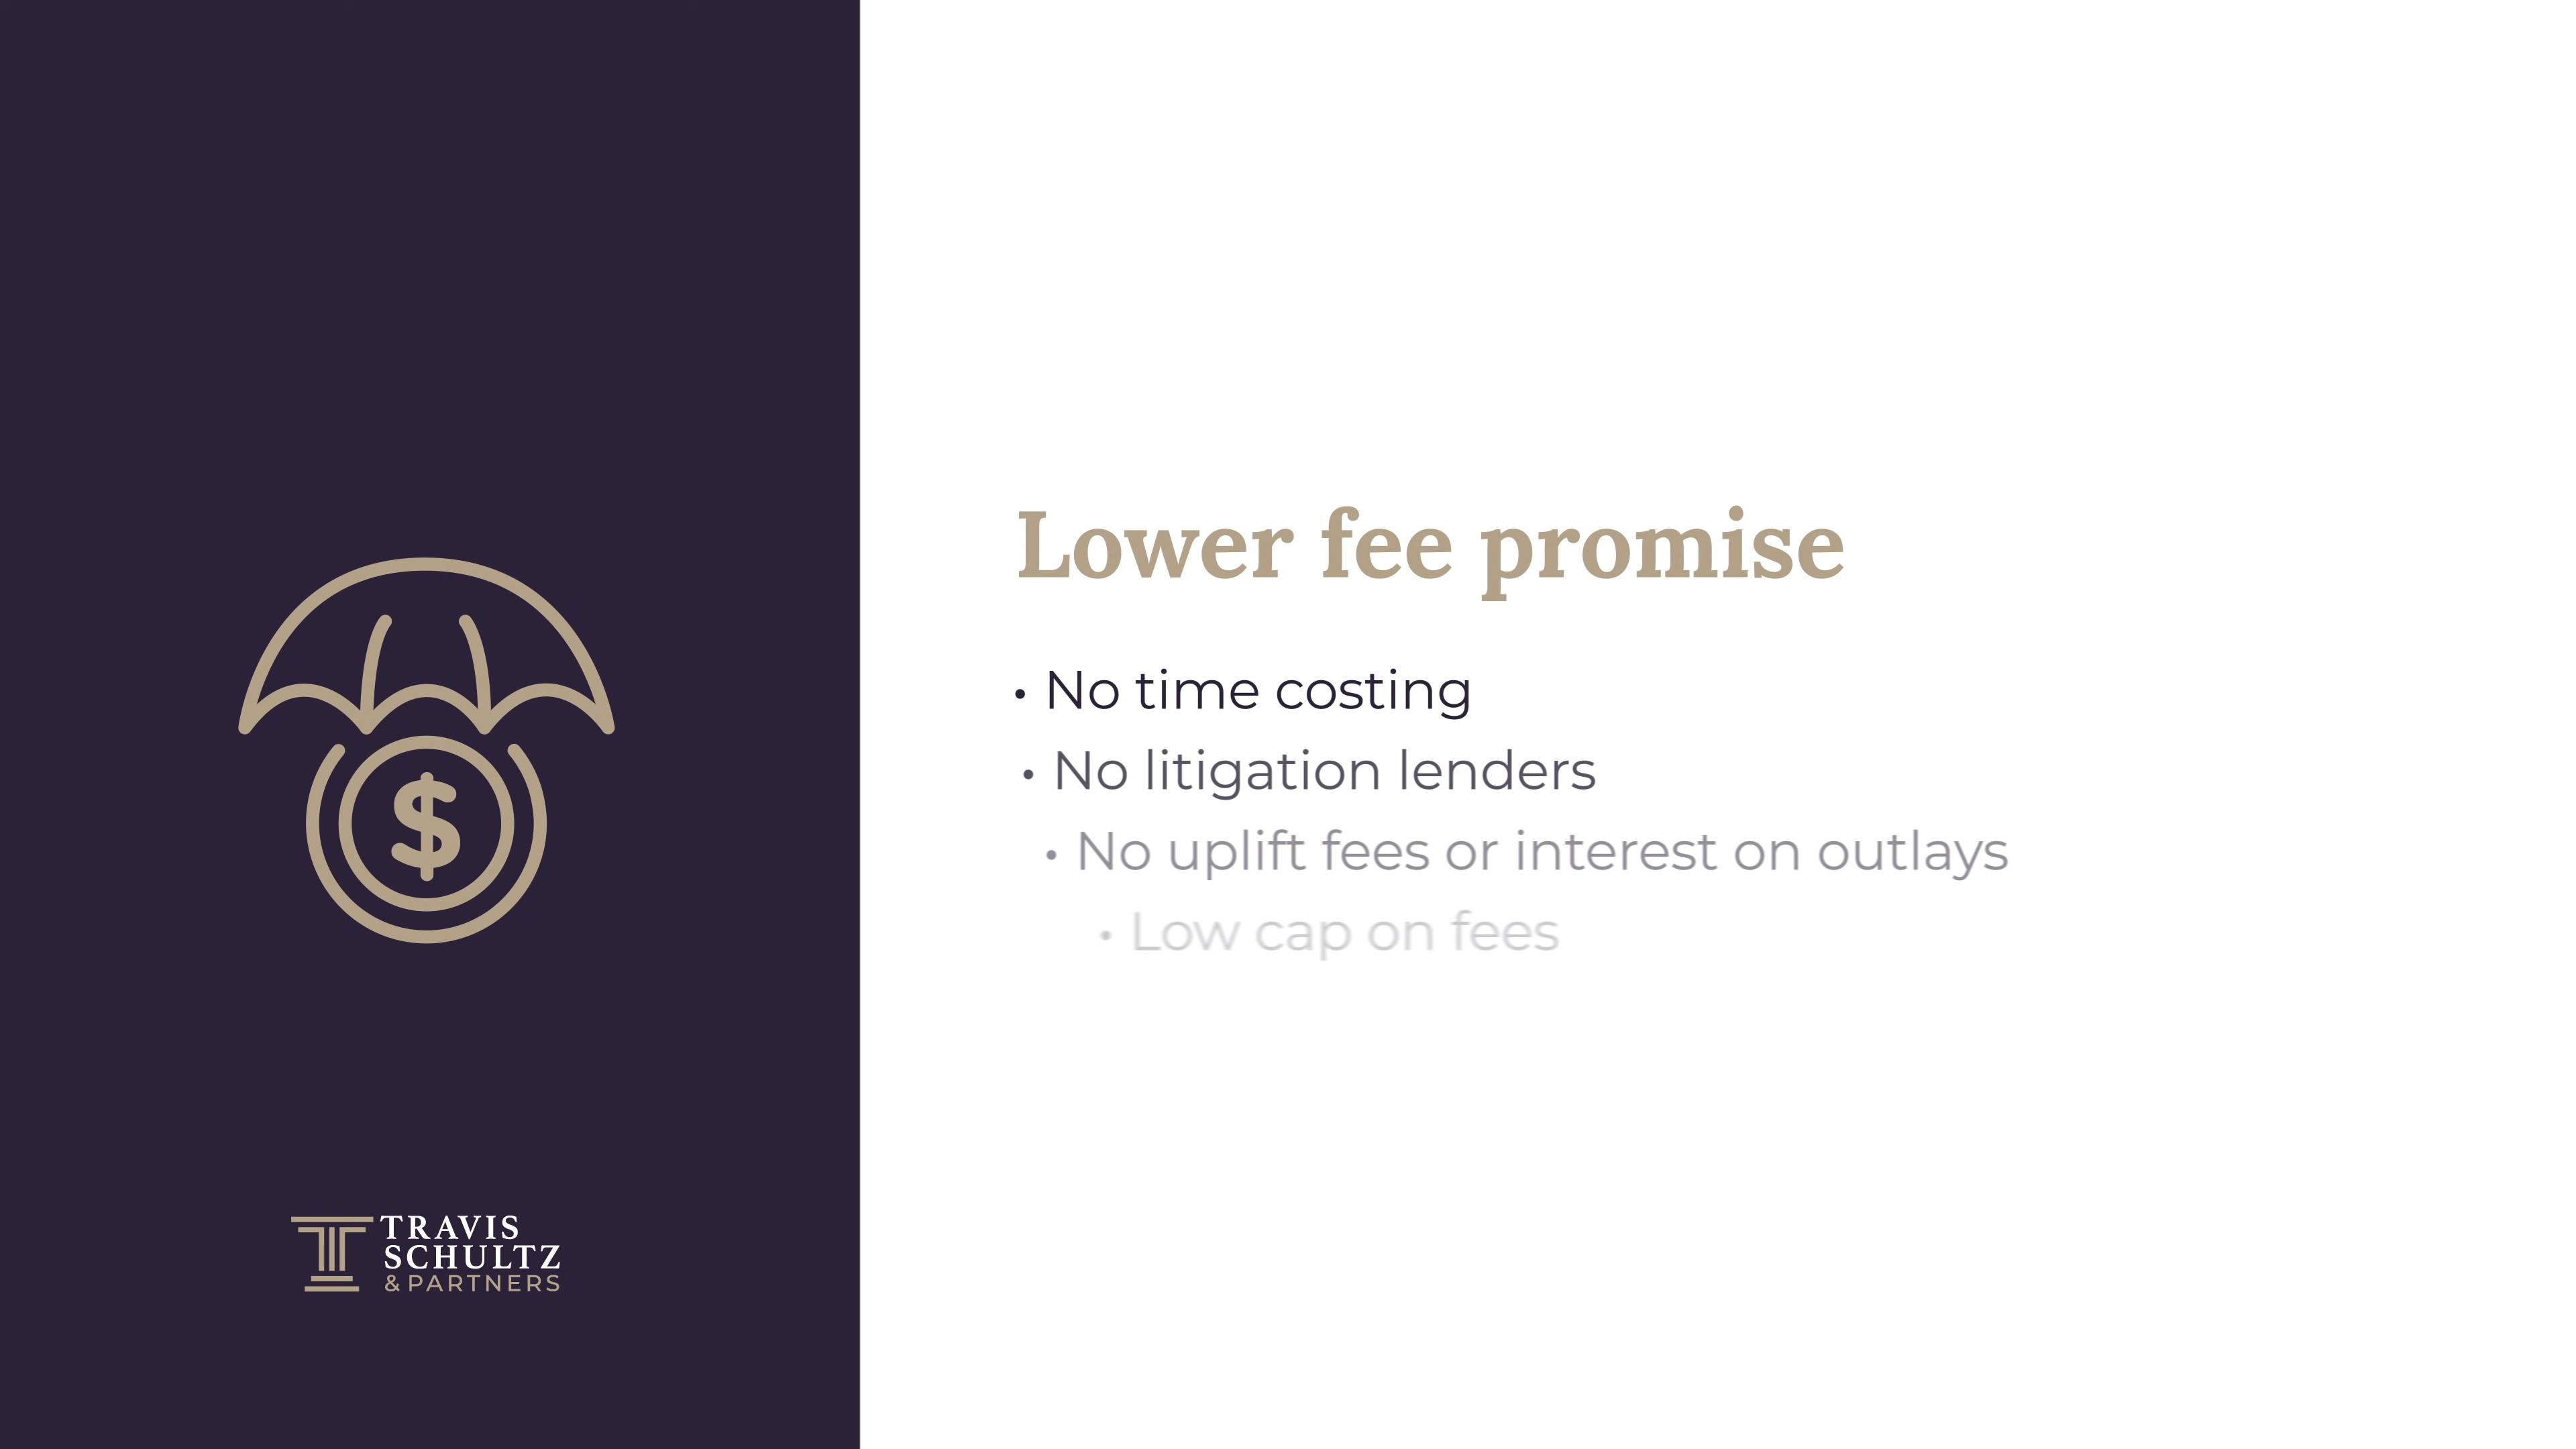 Lower fee promise
• No time costing
• No litigation lenders
• No uplift fees or interest on outlays
• Low cap on fees
$
TRAVIS
SCHULTZ
& PARTNERS